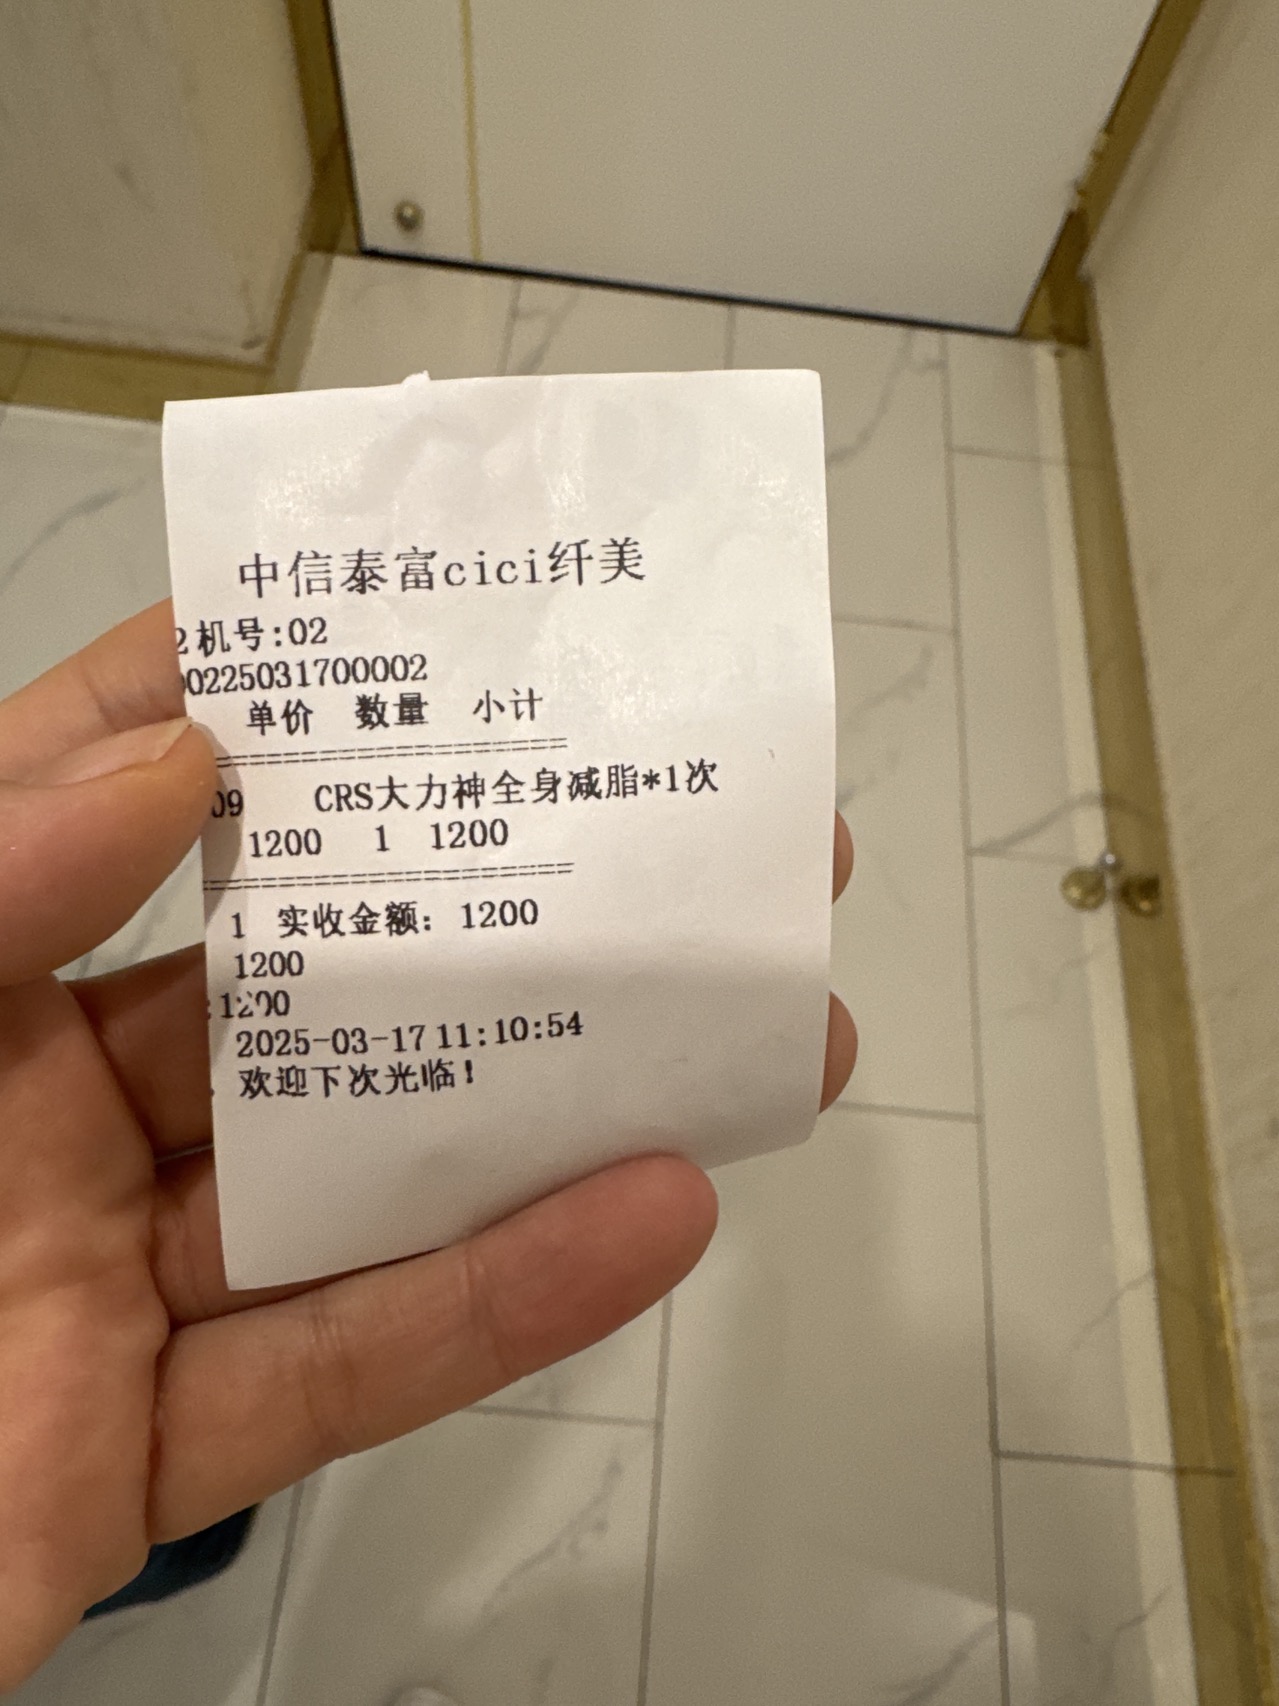 中信泰富cici纤美
2机号:02
00225031700002
单价 数量 小计
====================
09 CRS大力神全身减脂*1次
1200 1 1200
====================
1 实收金额: 1200
1200
:1200
2025-03-17 11:10:54
. 欢迎下次光临!